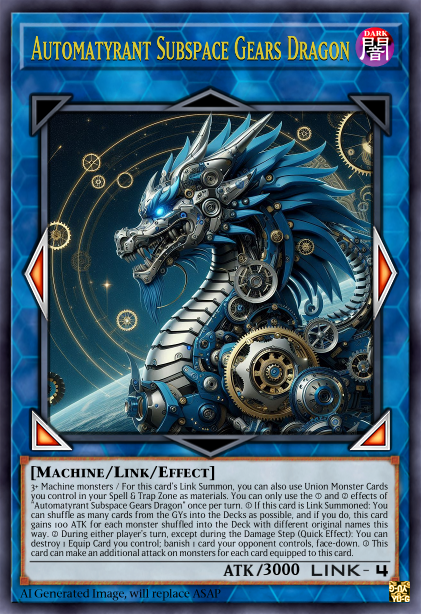 Automatyrant Subspace Gears Dragon
DARK
闇
[Machine/Link/Effect]
3+ Machine monsters / For this card's Link Summon, you can also use Union Monster Cards
you control in your Spell & Trap Zone as materials. You can only use the ① and ② effects of
"Automatyrant Subspace Gears Dragon" once per turn. ① If this card is Link Summoned: You
can shuffle as many cards from the GYs into the Decks as possible, and if you do, this card
gains 100 ATK for each monster shuffled into the Deck with different original names this
way. ② During either player's turn, except during the Damage Step (Quick Effect): You can
destroy 1 Equip Card you control; banish 1 card your opponent controls, face-down. ③ This
card can make an additional attack on monsters for each card equipped to this card.
ATK/3000 LINK-4
AI Generated Image, will replace ASAP